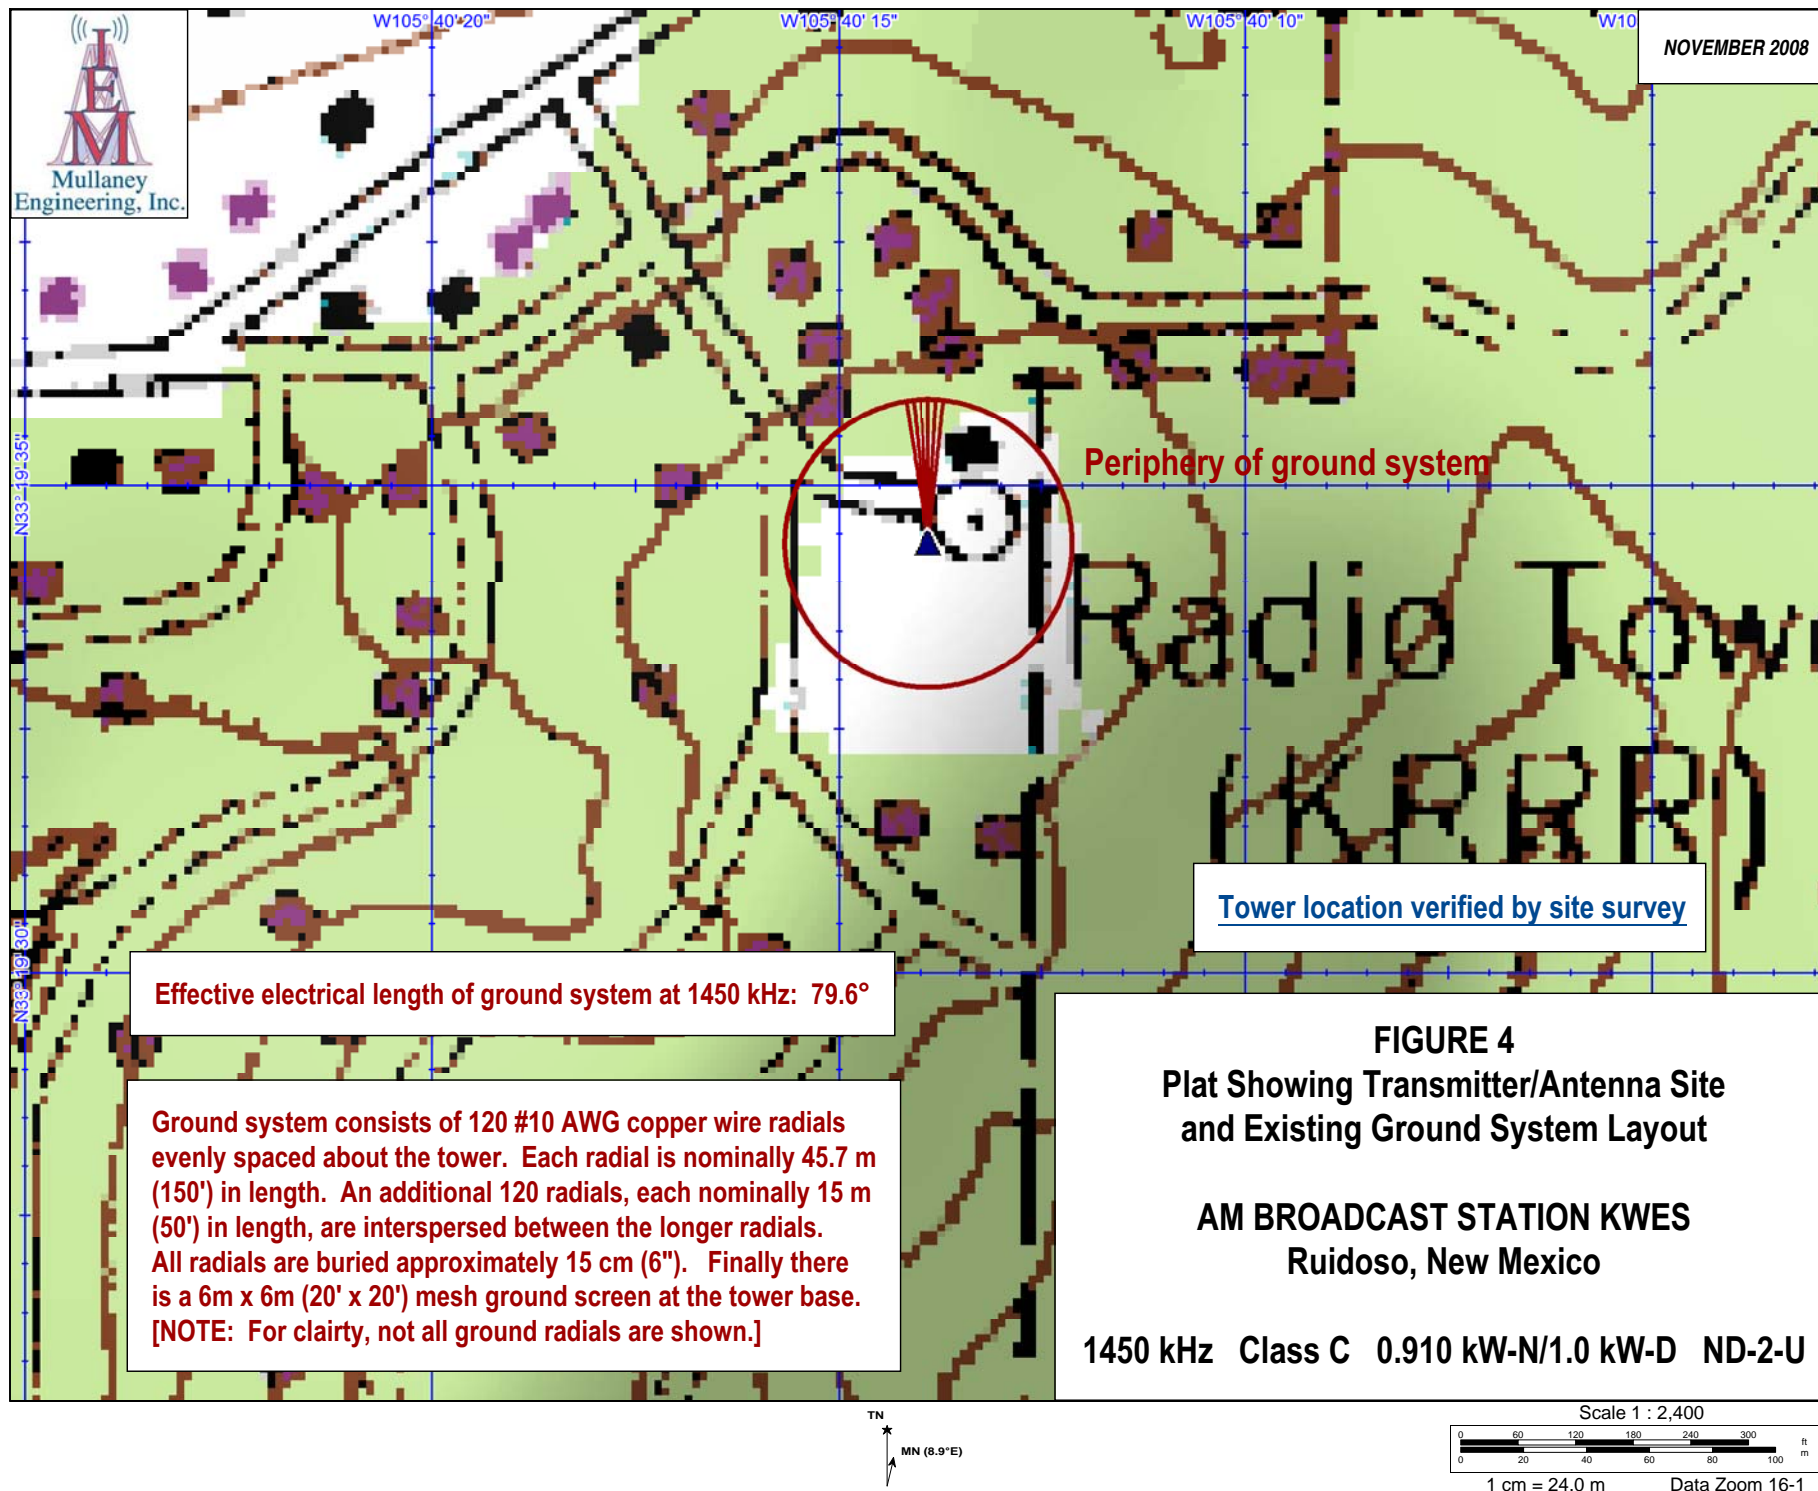 W105° 40' 20"
W105° 40' 15"
W105° 40' 10"
W10
NOVEMBER 2008
IEM
Mullaney
Engineering, Inc.
N33° 19' 35"
Periphery of ground system
Radio Tow
(KRRR)
Tower location verified by site survey
N33° 19' 30"
Effective electrical length of ground system at 1450 kHz: 79.6°
Ground system consists of 120 #10 AWG copper wire radials
evenly spaced about the tower. Each radial is nominally 45.7 m
(150') in length. An additional 120 radials, each nominally 15 m
(50') in length, are interspersed between the longer radials.
All radials are buried approximately 15 cm (6"). Finally there
is a 6m x 6m (20' x 20') mesh ground screen at the tower base.
[NOTE: For clairty, not all ground radials are shown.]
FIGURE 4
Plat Showing Transmitter/Antenna Site
and Existing Ground System Layout
AM BROADCAST STATION KWES
Ruidoso, New Mexico
1450 kHz Class C 0.910 kW-N/1.0 kW-D ND-2-U
TN
MN (8.9°E)
Scale 1 : 2,400
0 60 120 180 240 300 ft
0 20 40 60 80 100 m
1 cm = 24.0 m Data Zoom 16-1